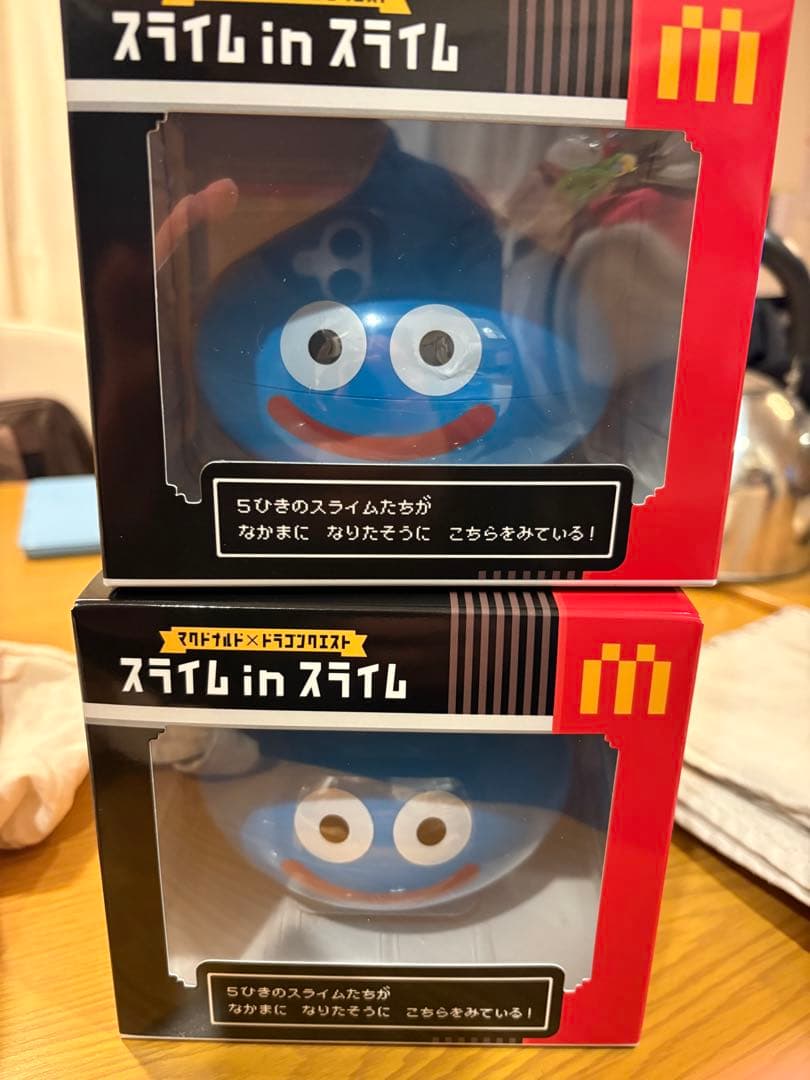 スライム in スライム
5ひきのスライムたちが
なかまに なりたそうに こちらをみている!
マクドナルド×ドラゴンクエスト
スライム in スライム
5ひきのスライムたちが
なかまに なりたそうに こちらをみている!